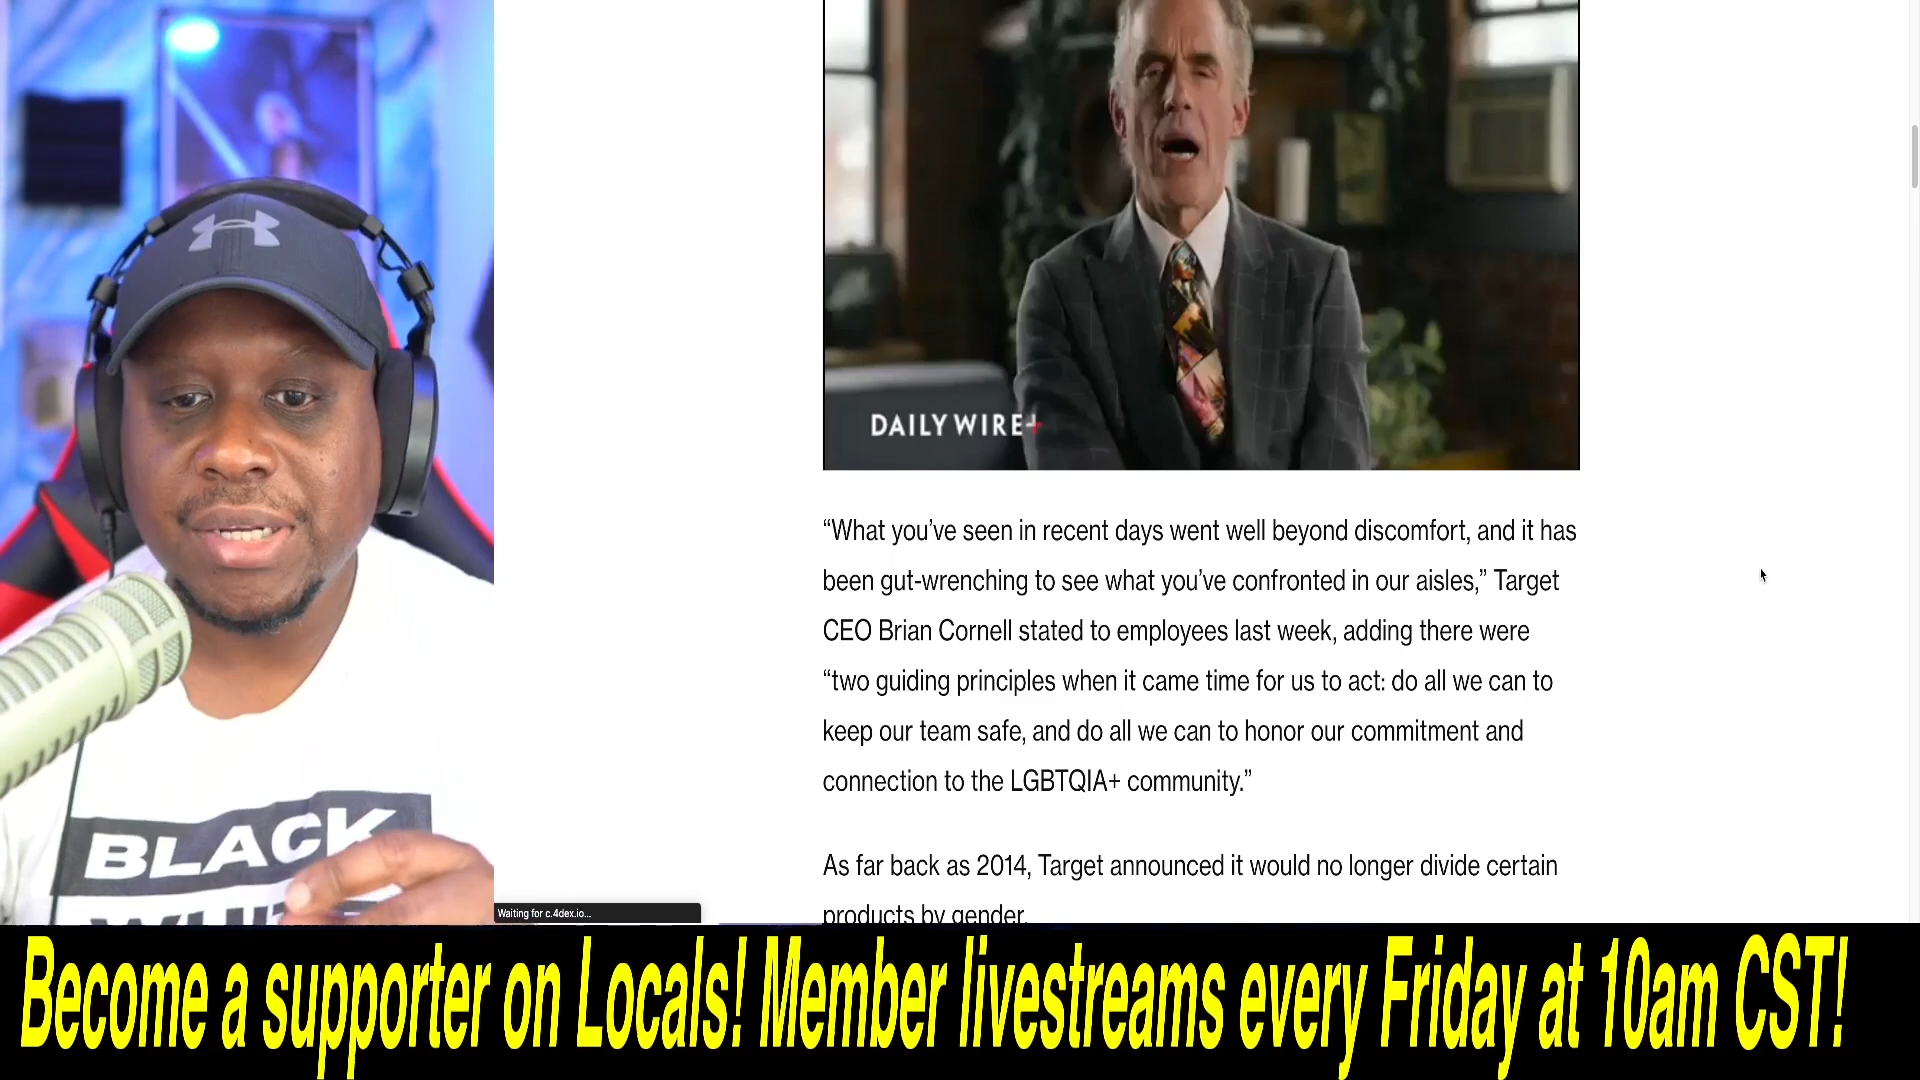 DAILYWIRE+
“What you’ve seen in recent days went well beyond discomfort, and it has
been gut-wrenching to see what you’ve confronted in our aisles,” Target
CEO Brian Cornell stated to employees last week, adding there were
“two guiding principles when it came time for us to act: do all we can to
keep our team safe, and do all we can to honor our commitment and
connection to the LGBTQIA+ community.”
As far back as 2014, Target announced it would no longer divide certain
products by gender.
BLACK
Waiting for c.4dex.io...
Become a supporter on Locals! Member livestreams every Friday at 10am CST!